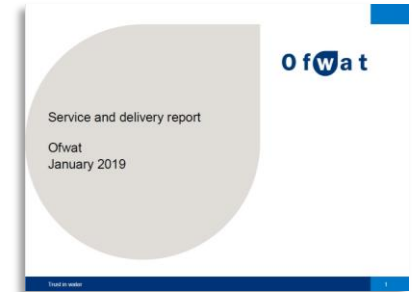 Ofwat
Service and delivery report
Ofwat
January 2019
Trust in water
1